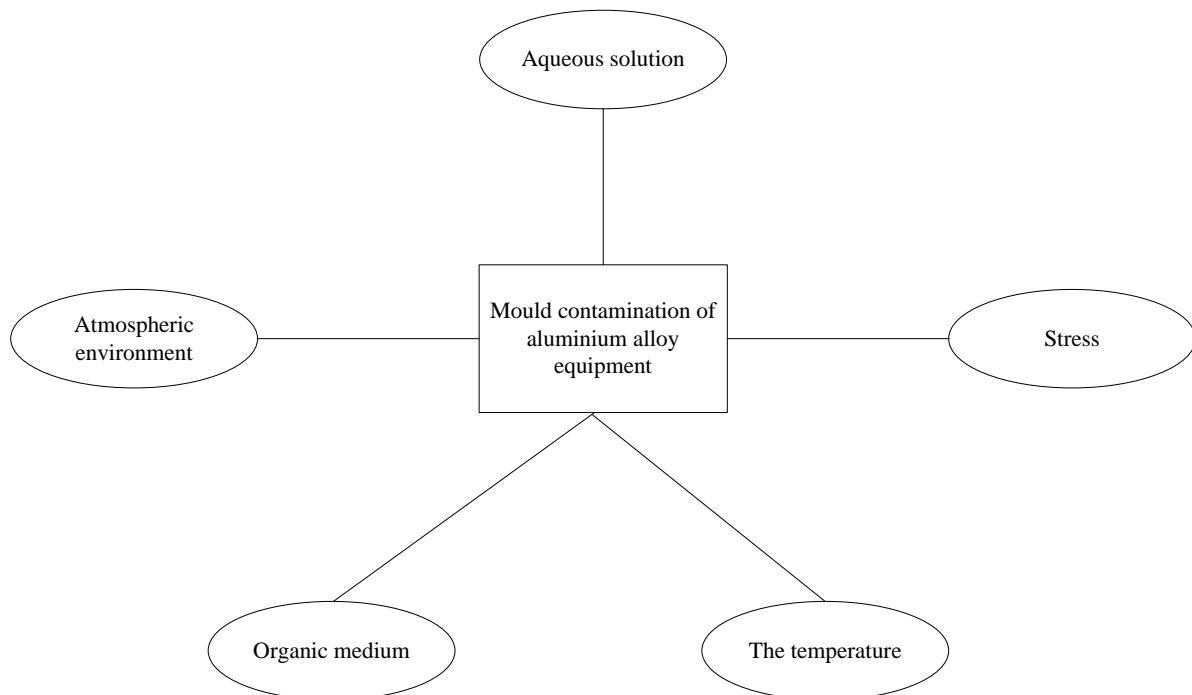 Aqueous solution
Atmospheric
environment
Mould contamination of
aluminium alloy
equipment
Stress
Organic medium
The temperature